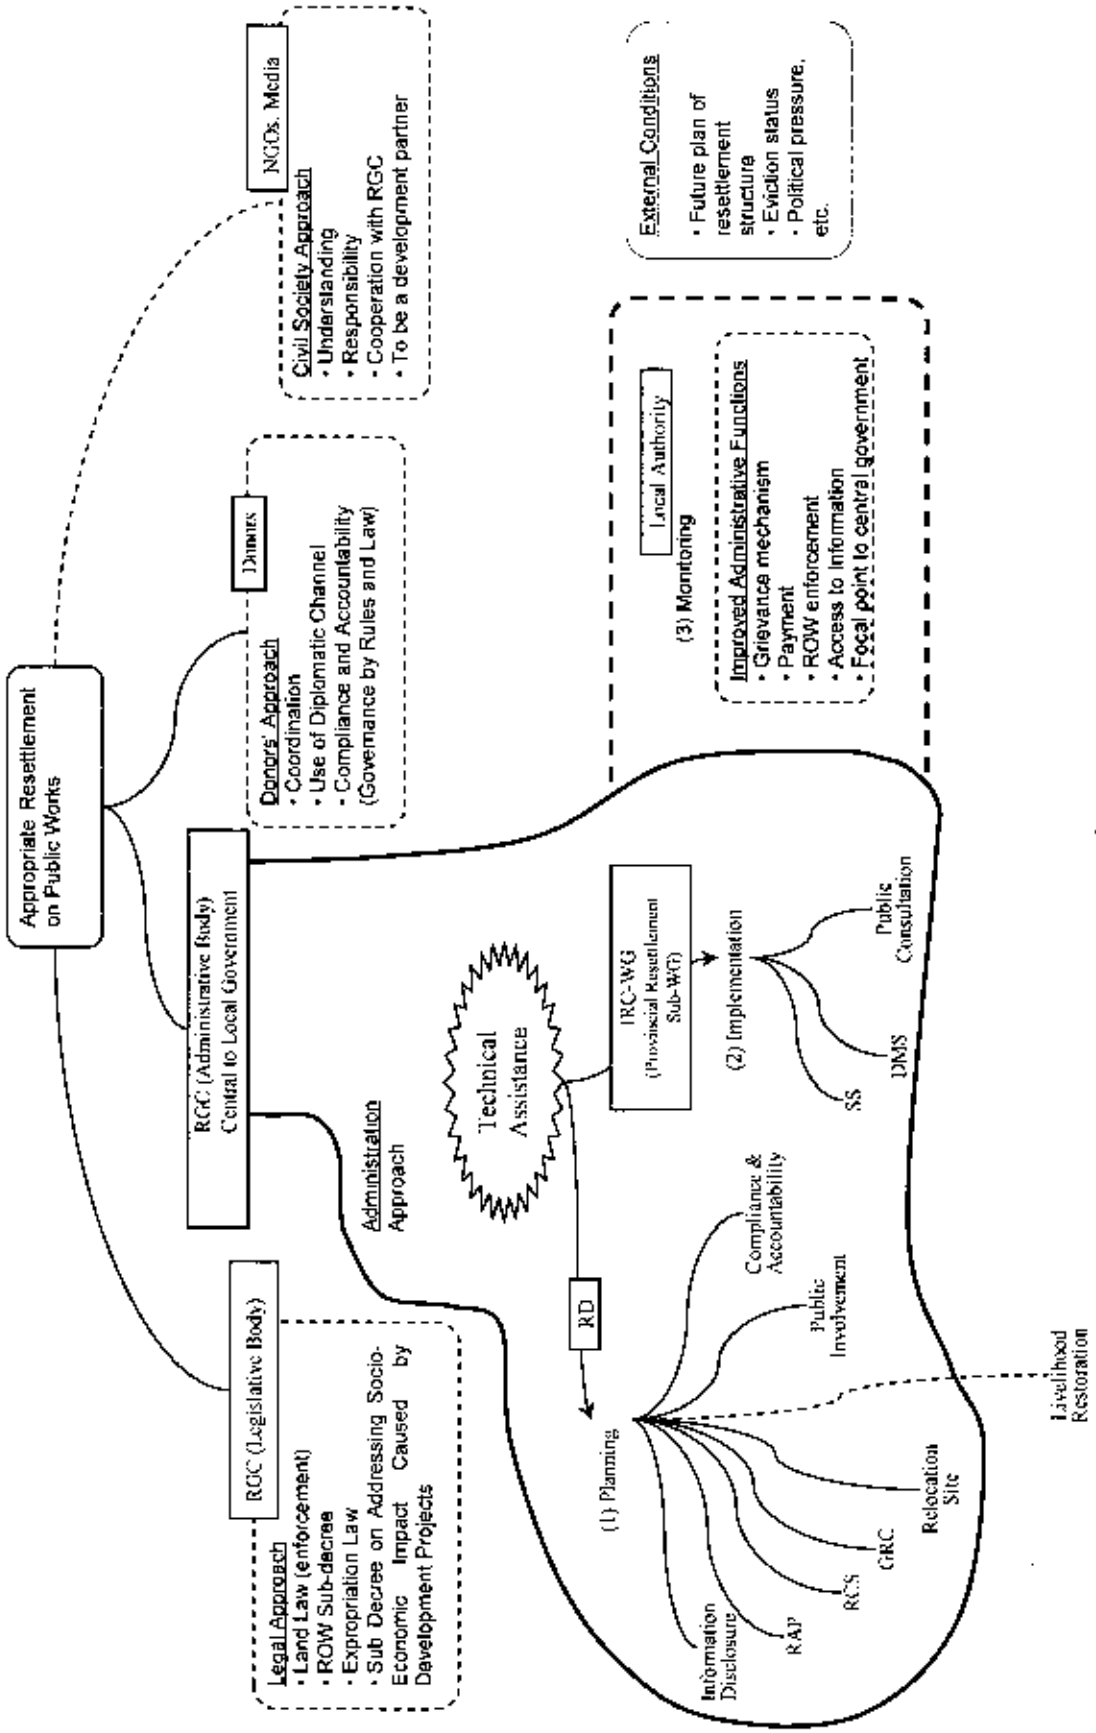 Appropriate Resettlement
on Public Works
RGC (Legislative Body)
Legal Approach
· Land Law (enforcement)
· ROW Sub-decree
· Expropriation Law
· Sub Decree on Addressing Socio-
Economic Impact Caused by
Development Projects
RGC (Administrative Body)
Central to Local Government
Administration
Approach
Donors
Donors' Approach
· Coordination
· Use of Diplomatic Channel
· Compliance and Accountability
(Governance by Rules and Law)
NGOs, Media
Civil Society Approach
· Understanding
· Responsibility
· Cooperation with RGC
· To be a development partner
Technical
Assistance
RD
(1) Planning
Information
Disclosure
RAP
RCS
GRC
Relocation
Site
Livelihood
Restoration
Public
Involvement
Compliance &
Accountability
IRC-WG
(Provincial Resettlement
Sub-WG)
(2) Implementation
SS
DMS
Public
Consultation
Local Authority
(3) Monitoring
Improved Administrative Functions
· Grievance mechanism
· Payment
· ROW enforcement
· Access to Information
· Focal point to central government
External Conditions
· Future plan of
resettlement
structure
· Eviction status
· Political pressure,
etc.